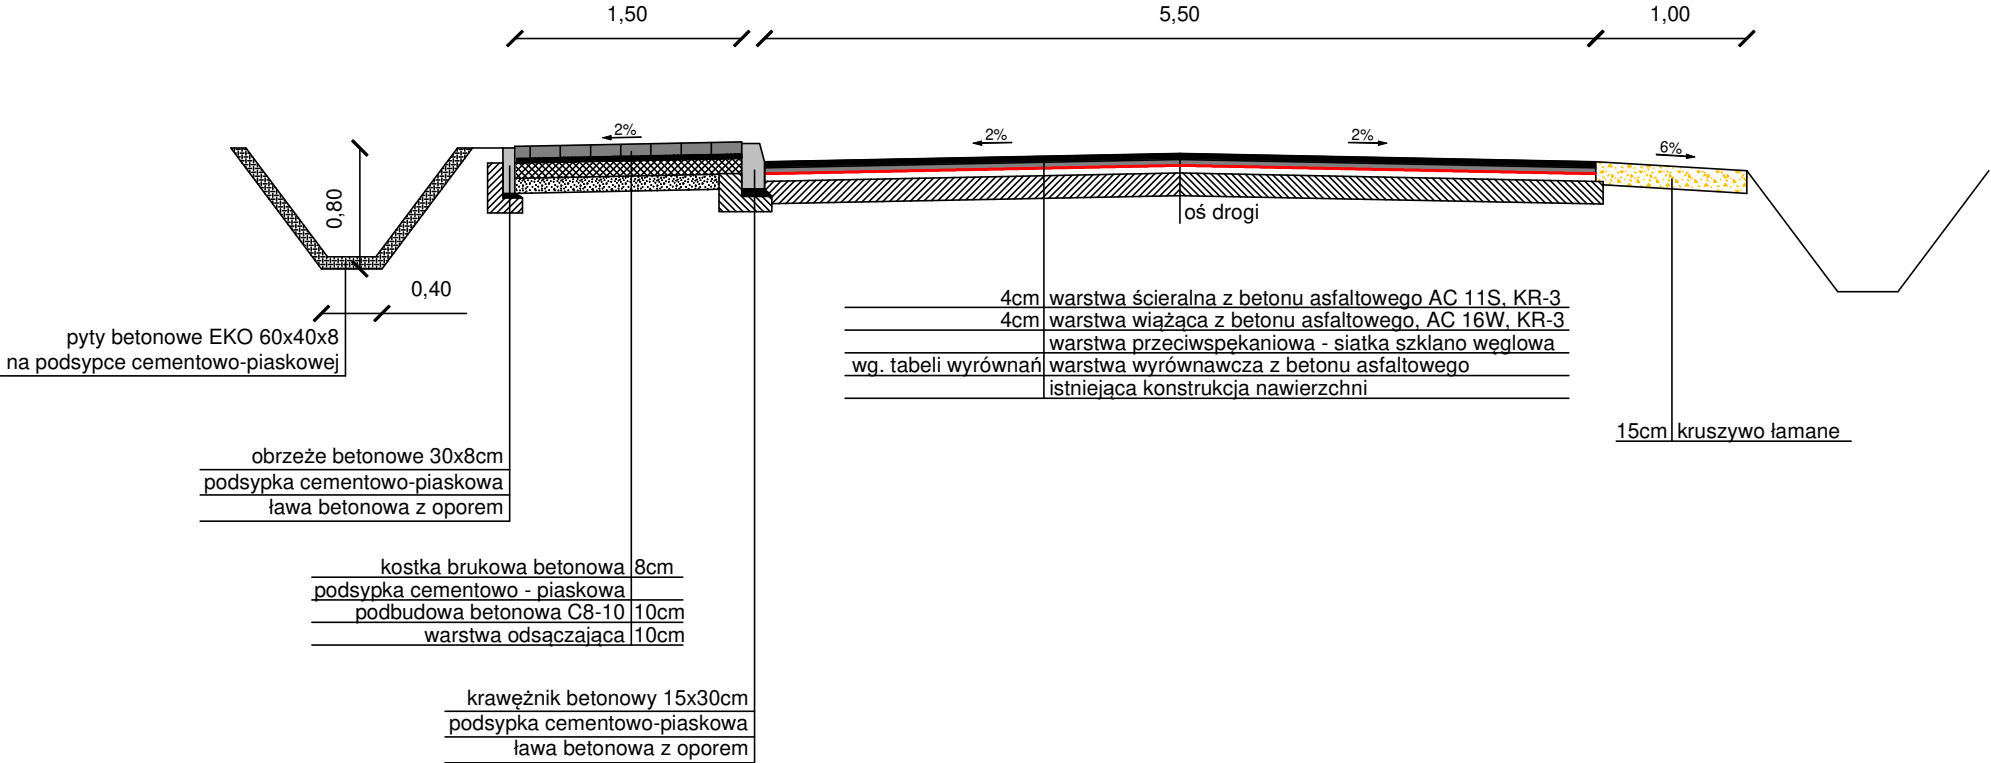 1,50
5,50
1,00
2%
2%
2%
6%
0,80
oś drogi
0,40
4cm warstwa ścieralna z betonu asfaltowego AC 11S, KR-3
4cm warstwa wiążąca z betonu asfaltowego, AC 16W, KR-3
warstwa przeciwspękaniowa - siatka szklano węglowa
wg. tabeli wyrównań warstwa wyrównawcza z betonu asfaltowego
istniejąca konstrukcja nawierzchni
pyty betonowe EKO 60x40x8
na podsypce cementowo-piaskowej
15cm kruszywo łamane
obrzeże betonowe 30x8cm
podsypka cementowo-piaskowa
ława betonowa z oporem
kostka brukowa betonowa 8cm
podsypka cementowo - piaskowa
podbudowa betonowa C8-10 10cm
warstwa odsączająca 10cm
krawężnik betonowy 15x30cm
podsypka cementowo-piaskowa
ława betonowa z oporem